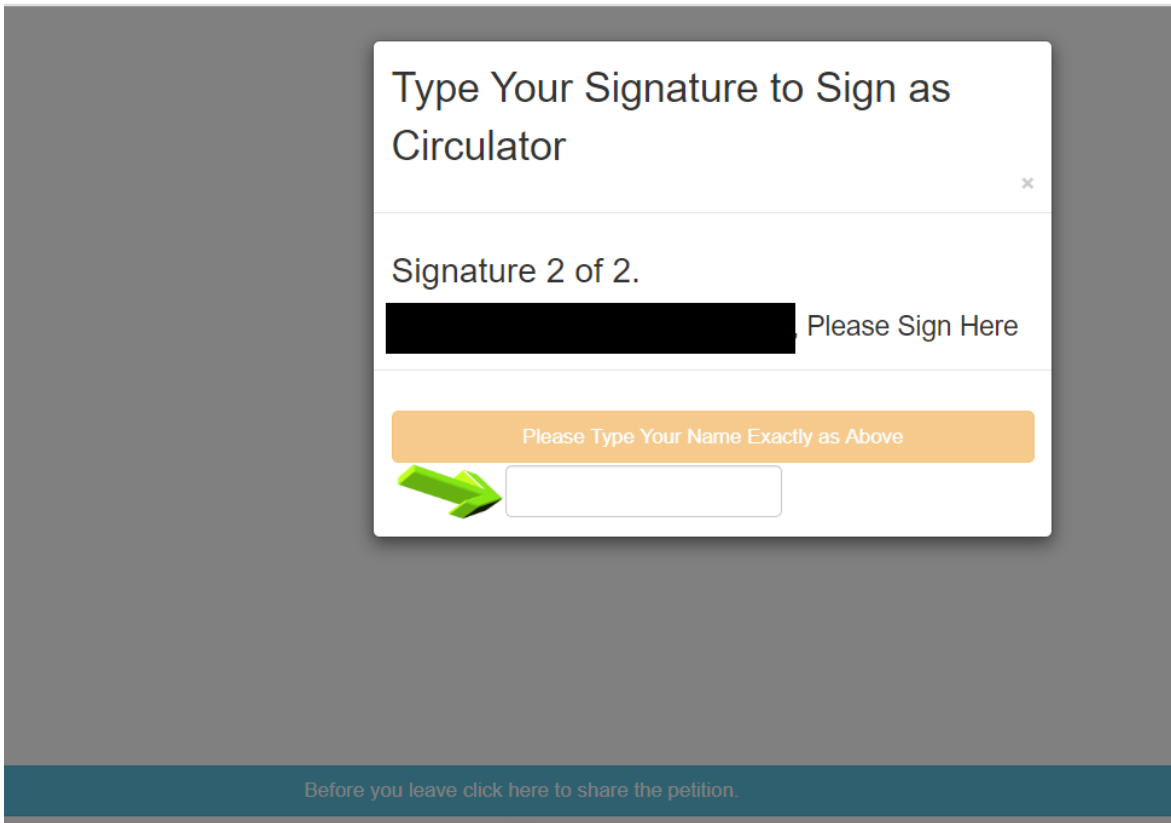 Type Your Signature to Sign as
Circulator
×
Signature 2 of 2.
, Please Sign Here
Please Type Your Name Exactly as Above
Before you leave click here to share the petition.